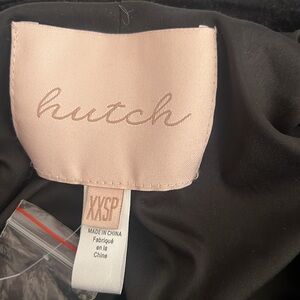 hutch
XXSP
MADE IN CHINA
Fabriqué
en la
Chine